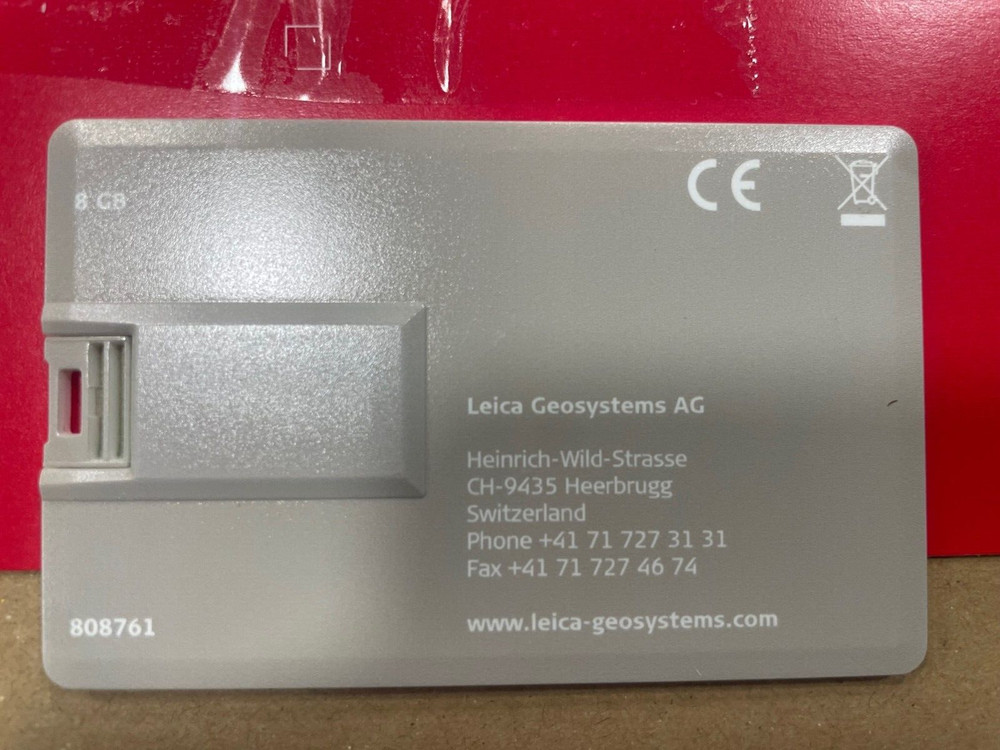 8 GB
CE
Leica Geosystems AG
Heinrich-Wild-Strasse
CH-9435 Heerbrugg
Switzerland
Phone +41 71 727 31 31
Fax +41 71 727 46 74
808761
www.leica-geosystems.com